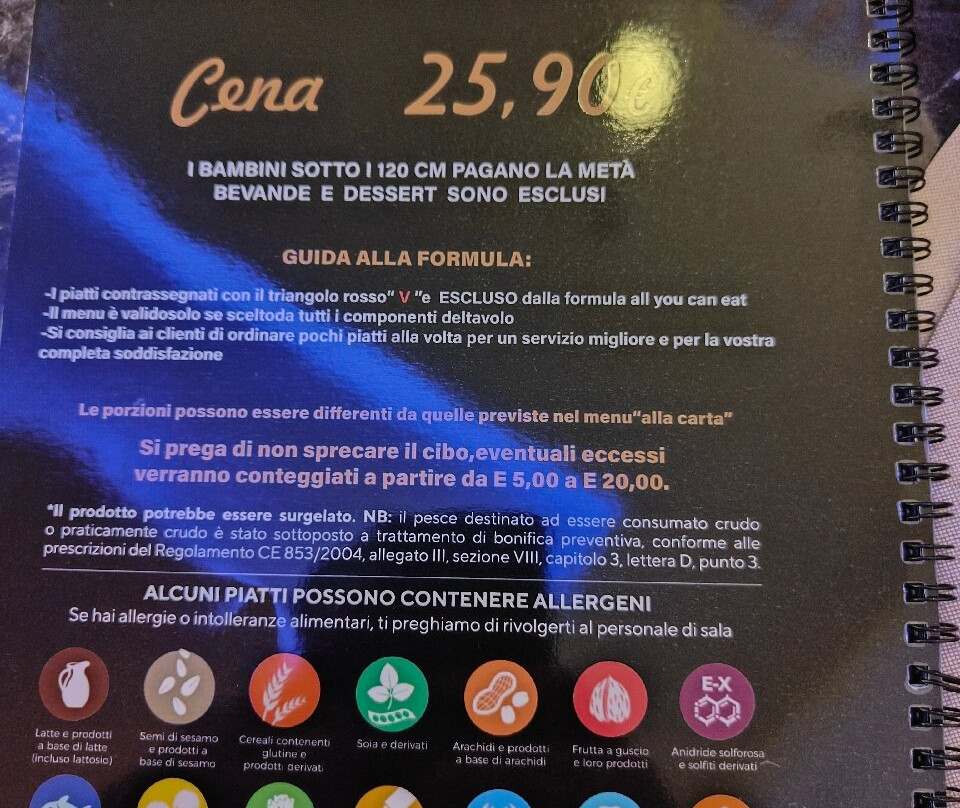 Cena 25,90€
I BAMBINI SOTTO I 120 CM PAGANO LA METÀ
BEVANDE E DESSERT SONO ESCLUSI
GUIDA ALLA FORMULA:
-I piatti contrassegnati con il triangolo rosso" V "e ESCLUSO dalla formula all you can eat
-Il menu è validosolo se sceltoda tutti i componenti deltavolo
-Si consiglia ai clienti di ordinare pochi piatti alla volta per un servizio migliore e per la vostra
completa soddisfazione
Le porzioni possono essere differenti da quelle previste nel menu"alla carta"
Si prega di non sprecare il cibo,eventuali eccessi
verranno conteggiati a partire da E 5,00 a E 20,00.
*Il prodotto potrebbe essere surgelato. NB: il pesce destinato ad essere consumato crudo
o praticamente crudo è stato sottoposto a trattamento di bonifica preventiva, conforme alle
prescrizioni del Regolamento CE 853/2004, allegato III, sezione VIII, capitolo 3, lettera D, punto 3.
ALCUNI PIATTI POSSONO CONTENERE ALLERGENI
Se hai allergie o intolleranze alimentari, ti preghiamo di rivolgerti al personale di sala
E-X
Latte e prodotti
a base di latte
(incluso lattosio)
Semi di sesamo
e prodotti a
base di sesamo
Cereali contenenti
glutine e
prodotti derivati
Soia e derivati
Arachidi e prodotti
a base di arachidi
Frutta a guscio
e loro prodotti
Anidride solforosa
e solfiti derivati